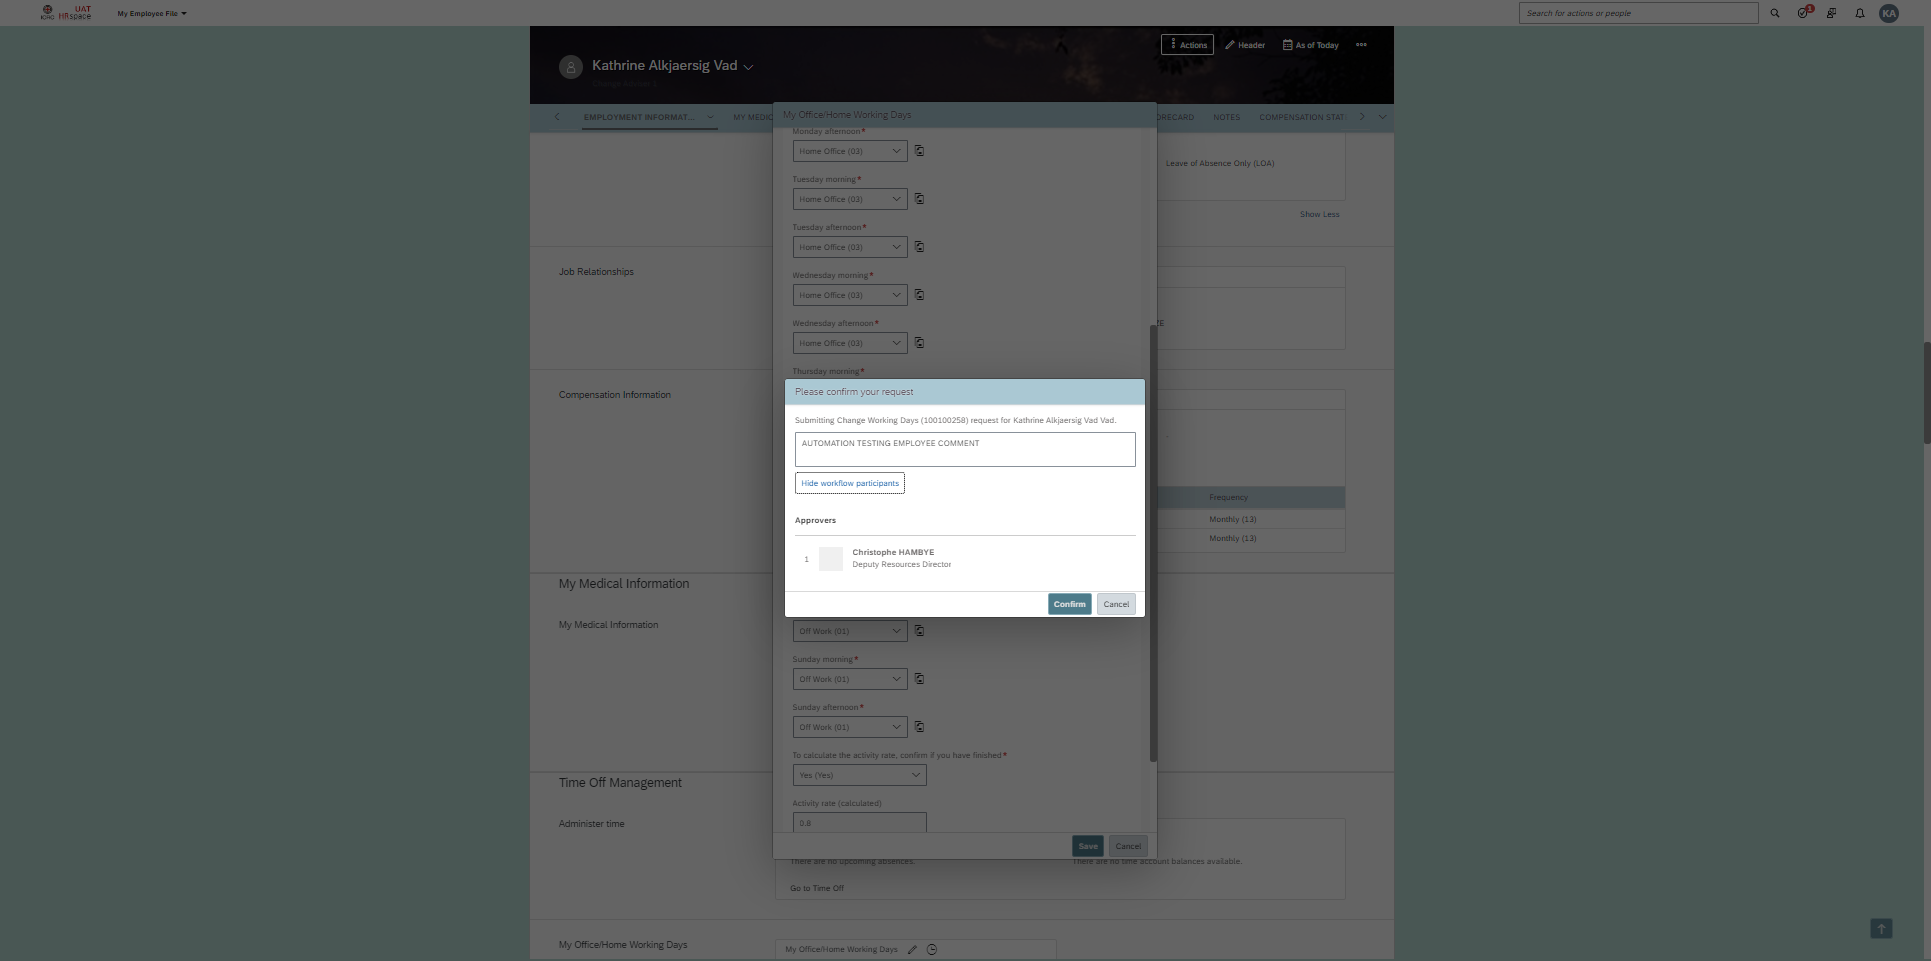 ICRC
UAT
HRspace
My Employee File
Search for actions or people
1
KA
Actions
Header
As of Today
Kathrine Alkjaersig Vad
EMPLOYMENT INFORMAT...
MY MEDIC
ORECARD
NOTES
COMPENSATION STAT
My Office/Home Working Days
Monday afternoon*
Home Office (03)
Tuesday morning*
Home Office (03)
Tuesday afternoon*
Home Office (03)
Wednesday morning*
Home Office (03)
Wednesday afternoon*
Home Office (03)
Thursday morning*
Leave of Absence Only (LOA)
Show Less
Job Relationships
TE
Compensation Information
Please confirm your request
Submitting Change Working Days (100100258) request for Kathrine Alkjaersig Vad Vad.
AUTOMATION TESTING EMPLOYEE COMMENT
Hide workflow participants
Approvers
1
Christophe HAMBYE
Deputy Resources Director
Confirm
Cancel
Frequency
Monthly (13)
Monthly (13)
My Medical Information
My Medical Information
Off Work (01)
Sunday morning*
Off Work (01)
Sunday afternoon*
Off Work (01)
To calculate the activity rate, confirm if you have finished*
Yes (Yes)
Activity rate (calculated)
0.8
Save
Cancel
Time Off Management
Administer time
There are no upcoming absences.
There are no time account balances available.
Go to Time Off
My Office/Home Working Days
My Office/Home Working Days